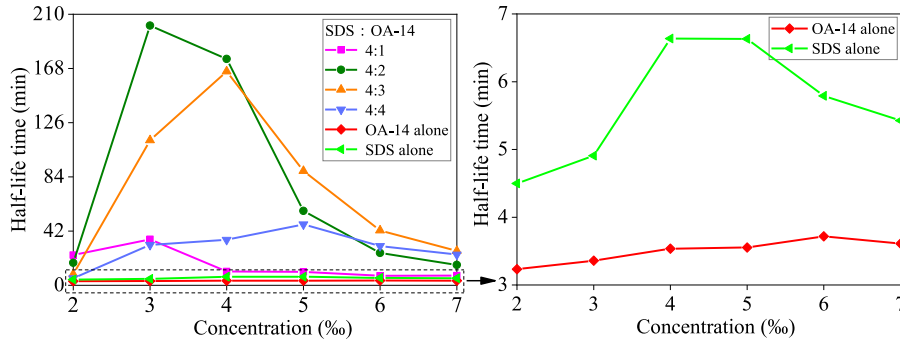 210
168
126
84
42
0
2 3 4 5 6 7
Half-life time (min)
Concentration (‰)
SDS : OA-14
4:1
4:2
4:3
4:4
OA-14 alone
SDS alone
7
6
5
4
3
2 3 4 5 6 7
Half-life time (min)
Concentration (‰)
OA-14 alone
SDS alone